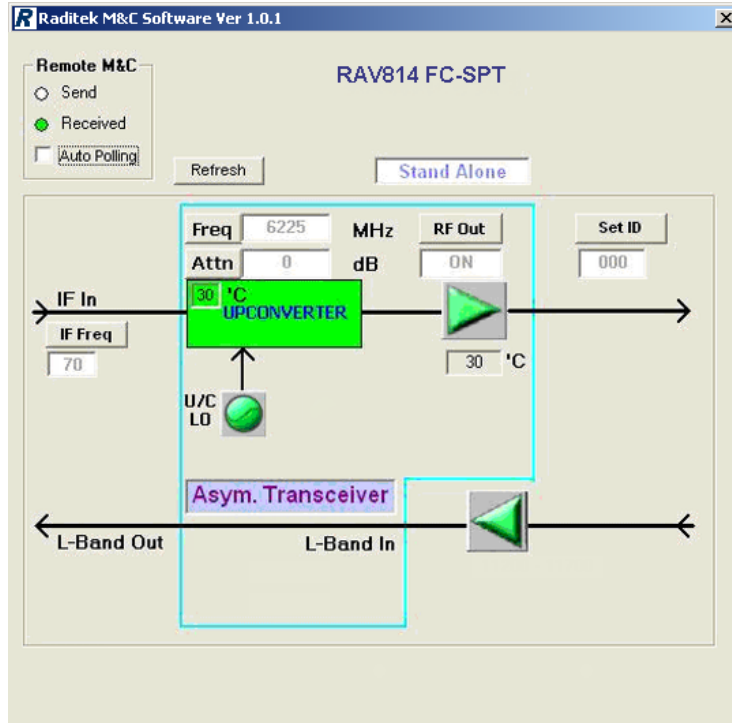 R Raditek M&C Software Ver 1.0.1 X
Remote M&C
Send
Received
Auto Polling
RAV814 FC-SPT
Refresh
Stand Alone
Freq 6225 MHz RF Out Set ID
Attn 0 dB ON 000
IF In
30 'C
UPCONVERTER
IF Freq
70
30 'C
U/C
LO
Asym. Transceiver
L-Band Out
L-Band In